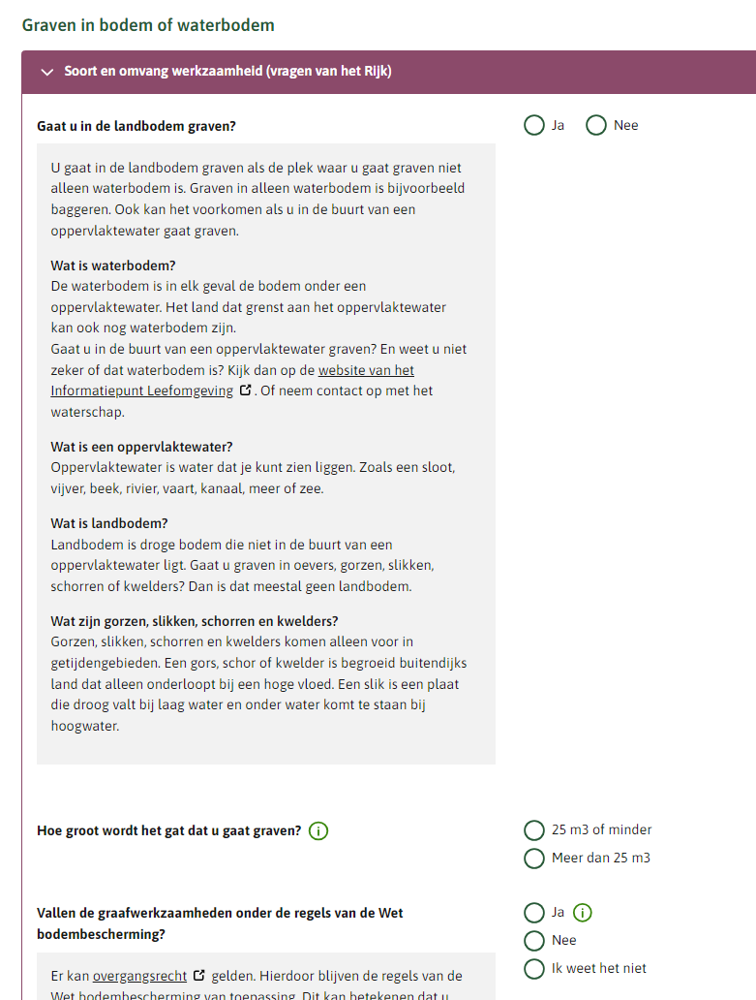 Graven in bodem of waterbodem
Soort en omvang werkzaamheid (vragen van het Rijk)
Gaat u in de landbodem graven?
Ja
Nee
U gaat in de landbodem graven als de plek waar u gaat graven niet
alleen waterbodem is. Graven in alleen waterbodem is bijvoorbeeld
baggeren. Ook kan het voorkomen als u in de buurt van een
oppervlaktewater gaat graven.
Wat is waterbodem?
De waterbodem is in elk geval de bodem onder een
oppervlaktewater. Het land dat grenst aan het oppervlaktewater
kan ook nog waterbodem zijn.
Gaat u in de buurt van een oppervlaktewater graven? En weet u niet
zeker of dat waterbodem is? Kijk dan op de website van het
Informatiepunt Leefomgeving . Of neem contact op met het
waterschap.
Wat is een oppervlaktewater?
Oppervlaktewater is water dat je kunt zien liggen. Zoals een sloot,
vijver, beek, rivier, vaart, kanaal, meer of zee.
Wat is landbodem?
Landbodem is droge bodem die niet in de buurt van een
oppervlaktewater ligt. Gaat u graven in oevers, gorzen, slikken,
schorren of kwelders? Dan is dat meestal geen landbodem.
Wat zijn gorzen, slikken, schorren en kwelders?
Gorzen, slikken, schorren en kwelders komen alleen voor in
getijdengebieden. Een gors, schor of kwelder is begroeid buitendijks
land dat alleen onderloopt bij een hoge vloed. Een slik is een plaat
die droog valt bij laag water en onder water komt te staan bij
hoogwater.
Hoe groot wordt het gat dat u gaat graven?
25 m3 of minder
Meer dan 25 m3
Vallen de graafwerkzaamheden onder de regels van de Wet
bodembescherming?
Ja
Nee
Ik weet het niet
Er kan overgangsrecht gelden. Hierdoor blijven de regels van de
Wet bodembescherming van toepassing. Dit kan betekenen dat u